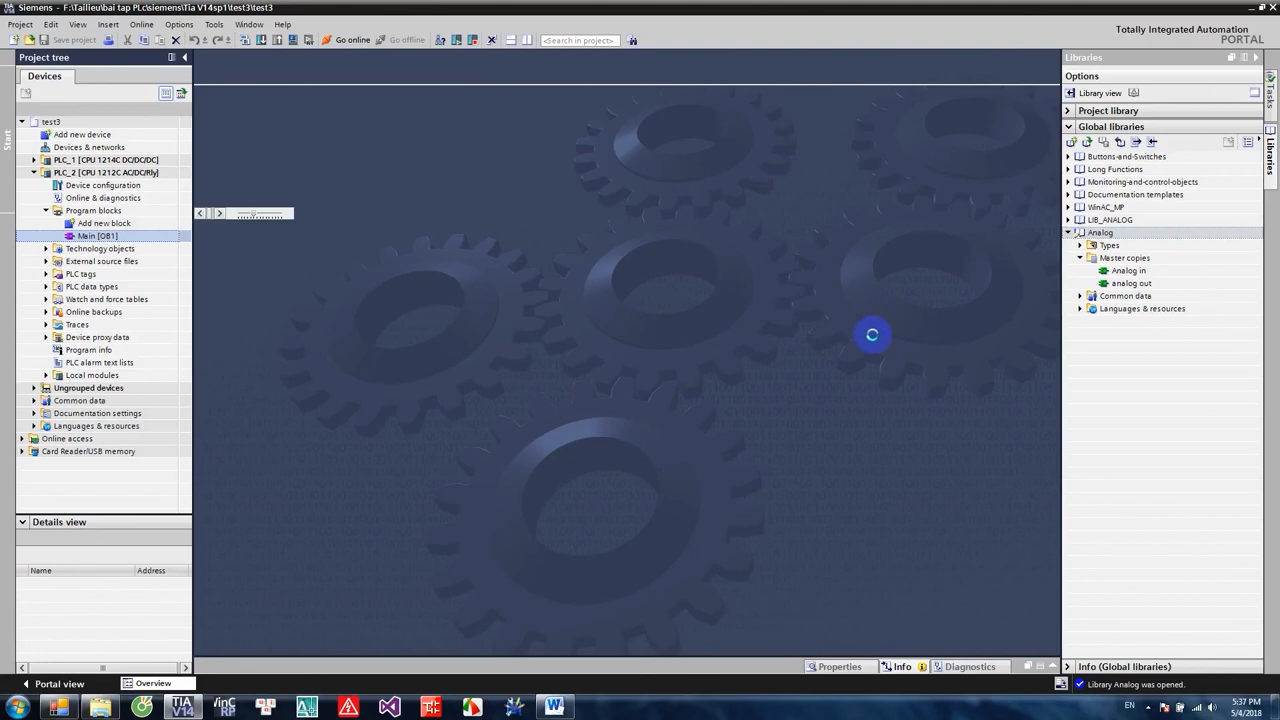 Siemens - F:\Tailieu\bai tap PLc\siemens\Tia V14sp1\test3\test3
Project Edit View Insert Online Options Tools Window Help
Totally Integrated Automation
PORTAL
Save project
Go online
Go offline
<Search in project>
Project tree
Devices
Start
test3
Add new device
Devices & networks
PLC_1 [CPU 1214C DC/DC/DC]
PLC_2 [CPU 1212C AC/DC/Rly]
Device configuration
Online & diagnostics
Program blocks
Add new block
Main [OB1]
Technology objects
External source files
PLC tags
PLC data types
Watch and force tables
Online backups
Traces
Device proxy data
Program info
PLC alarm text lists
Local modules
Ungrouped devices
Common data
Documentation settings
Languages & resources
Online access
Card Reader/USB memory
Details view
Name Address
Libraries
Options
Library view
Project library
Global libraries
Buttons-and-Switches
Long Functions
Monitoring-and-control-objects
Documentation templates
WinAC_MP
LIB_ANALOG
Analog
Types
Master copies
Analog in
analog out
Common data
Languages & resources
Info (Global libraries)
Tasks
Libraries
Properties
Info
Diagnostics
Portal view
Overview
Library Analog was opened.
TIA
V14
WinC
RP
EN
5:37 PM
5/4/2018